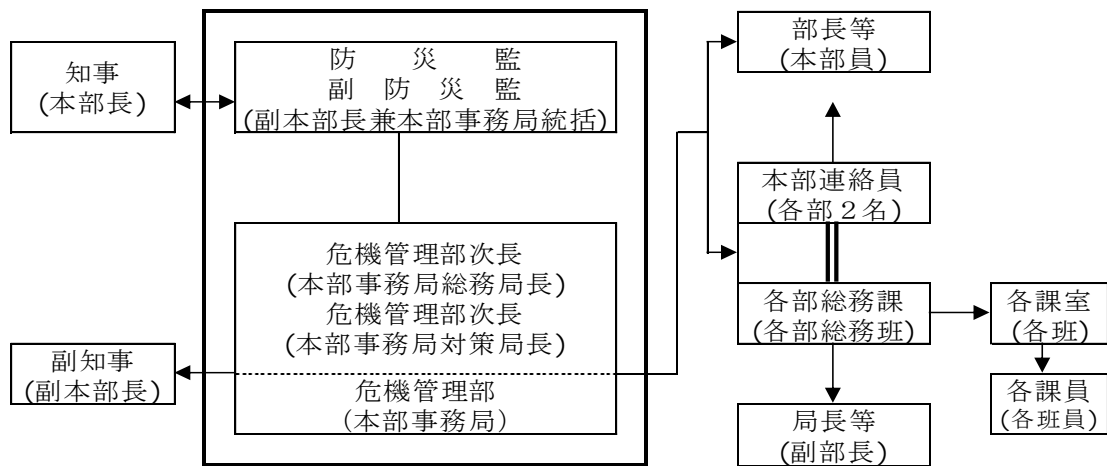 知事
(本部長)
防災監
副防災監
(副本部長兼本部事務局統括)
危機管理部次長
(本部事務局総務局長)
危機管理部次長
(本部事務局対策局長)
危機管理部
(本部事務局)
副知事
(副本部長)
部長等
(本部員)
本部連絡員
(各部２名)
各部総務課
(各部総務班)
各課室
(各班)
各課員
(各班員)
局長等
(副部長)